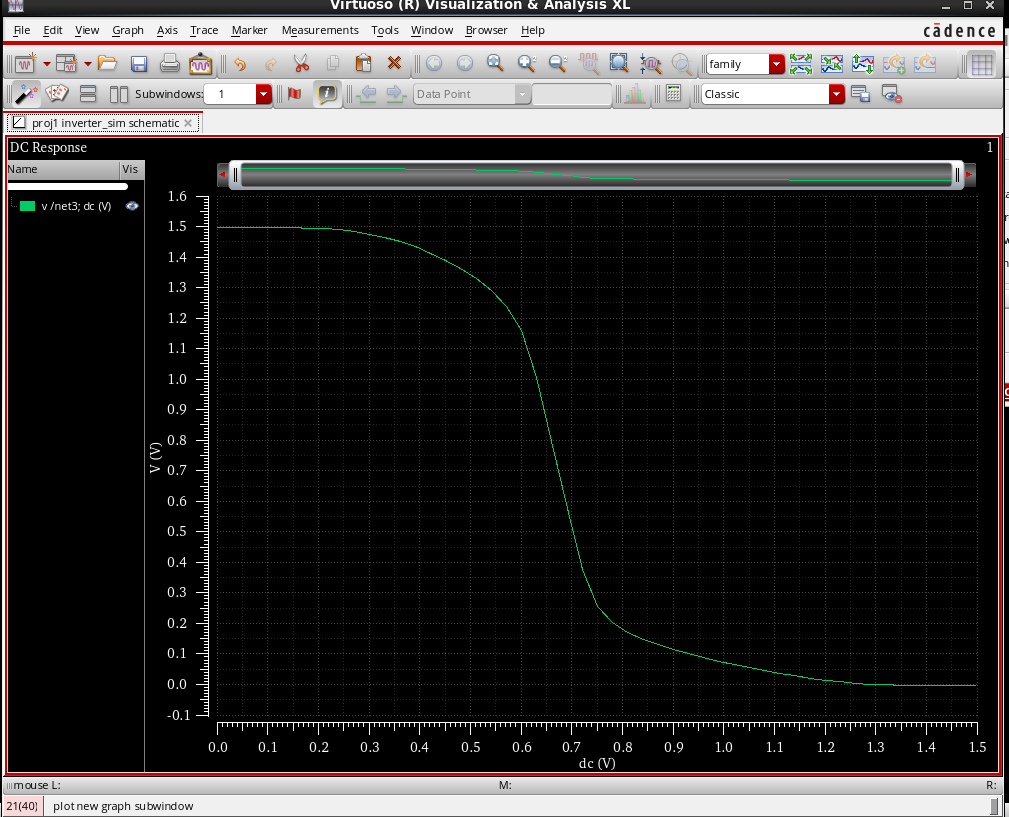 Virtuoso (R) Visualization & Analysis XL
File Edit View Graph Axis Trace Marker Measurements Tools Window Browser Help
cādence
family
Subwindows: 1
Data Point
Classic
proj1 inverter_sim schematic
DC Response
1
Name Vis
v /net3; dc (V)
1.6
1.5
1.4
1.3
1.2
1.1
1.0
0.9
0.8
0.7
0.6
0.5
0.4
0.3
0.2
0.1
0.0
-0.1
V (V)
0.0 0.1 0.2 0.3 0.4 0.5 0.6 0.7 0.8 0.9 1.0 1.1 1.2 1.3 1.4 1.5
dc (V)
mouse L: M: R:
21(40) plot new graph subwindow